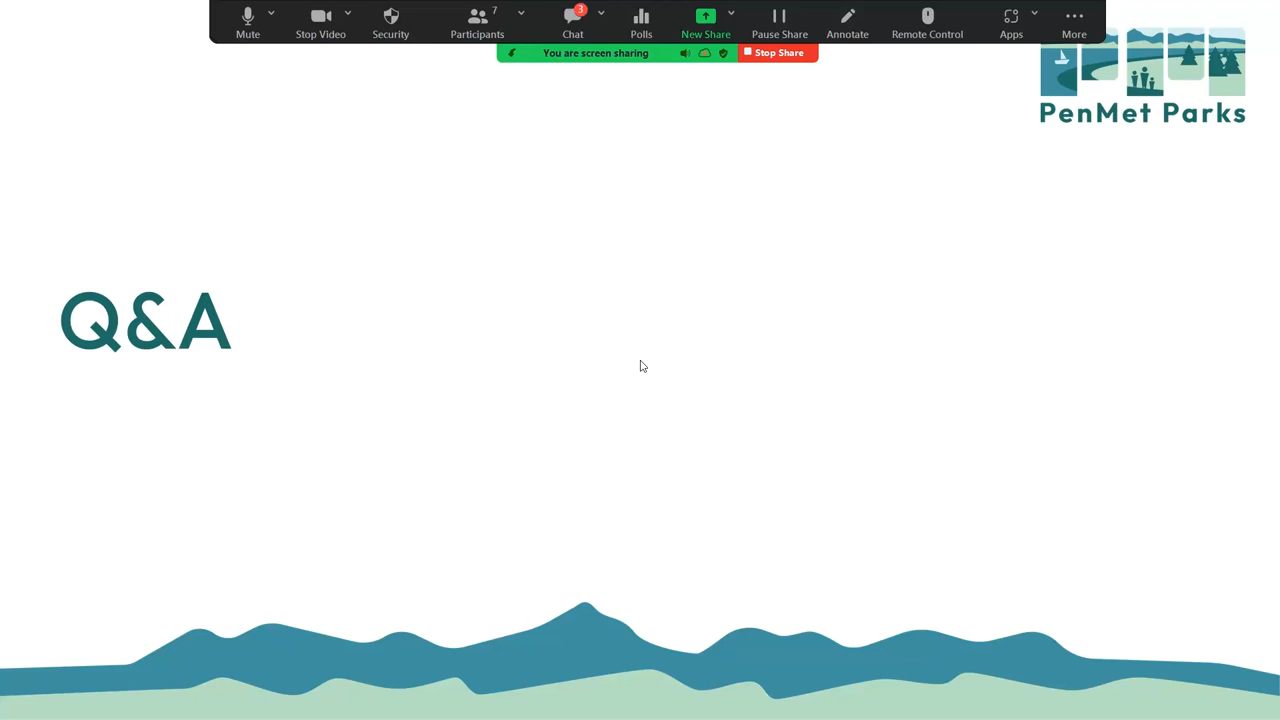 7
3
Mute
Stop Video
Security
Participants
Chat
Polls
New Share
Pause Share
Annotate
Remote Control
Apps
More
You are screen sharing
Stop Share
PenMet Parks
Q&A